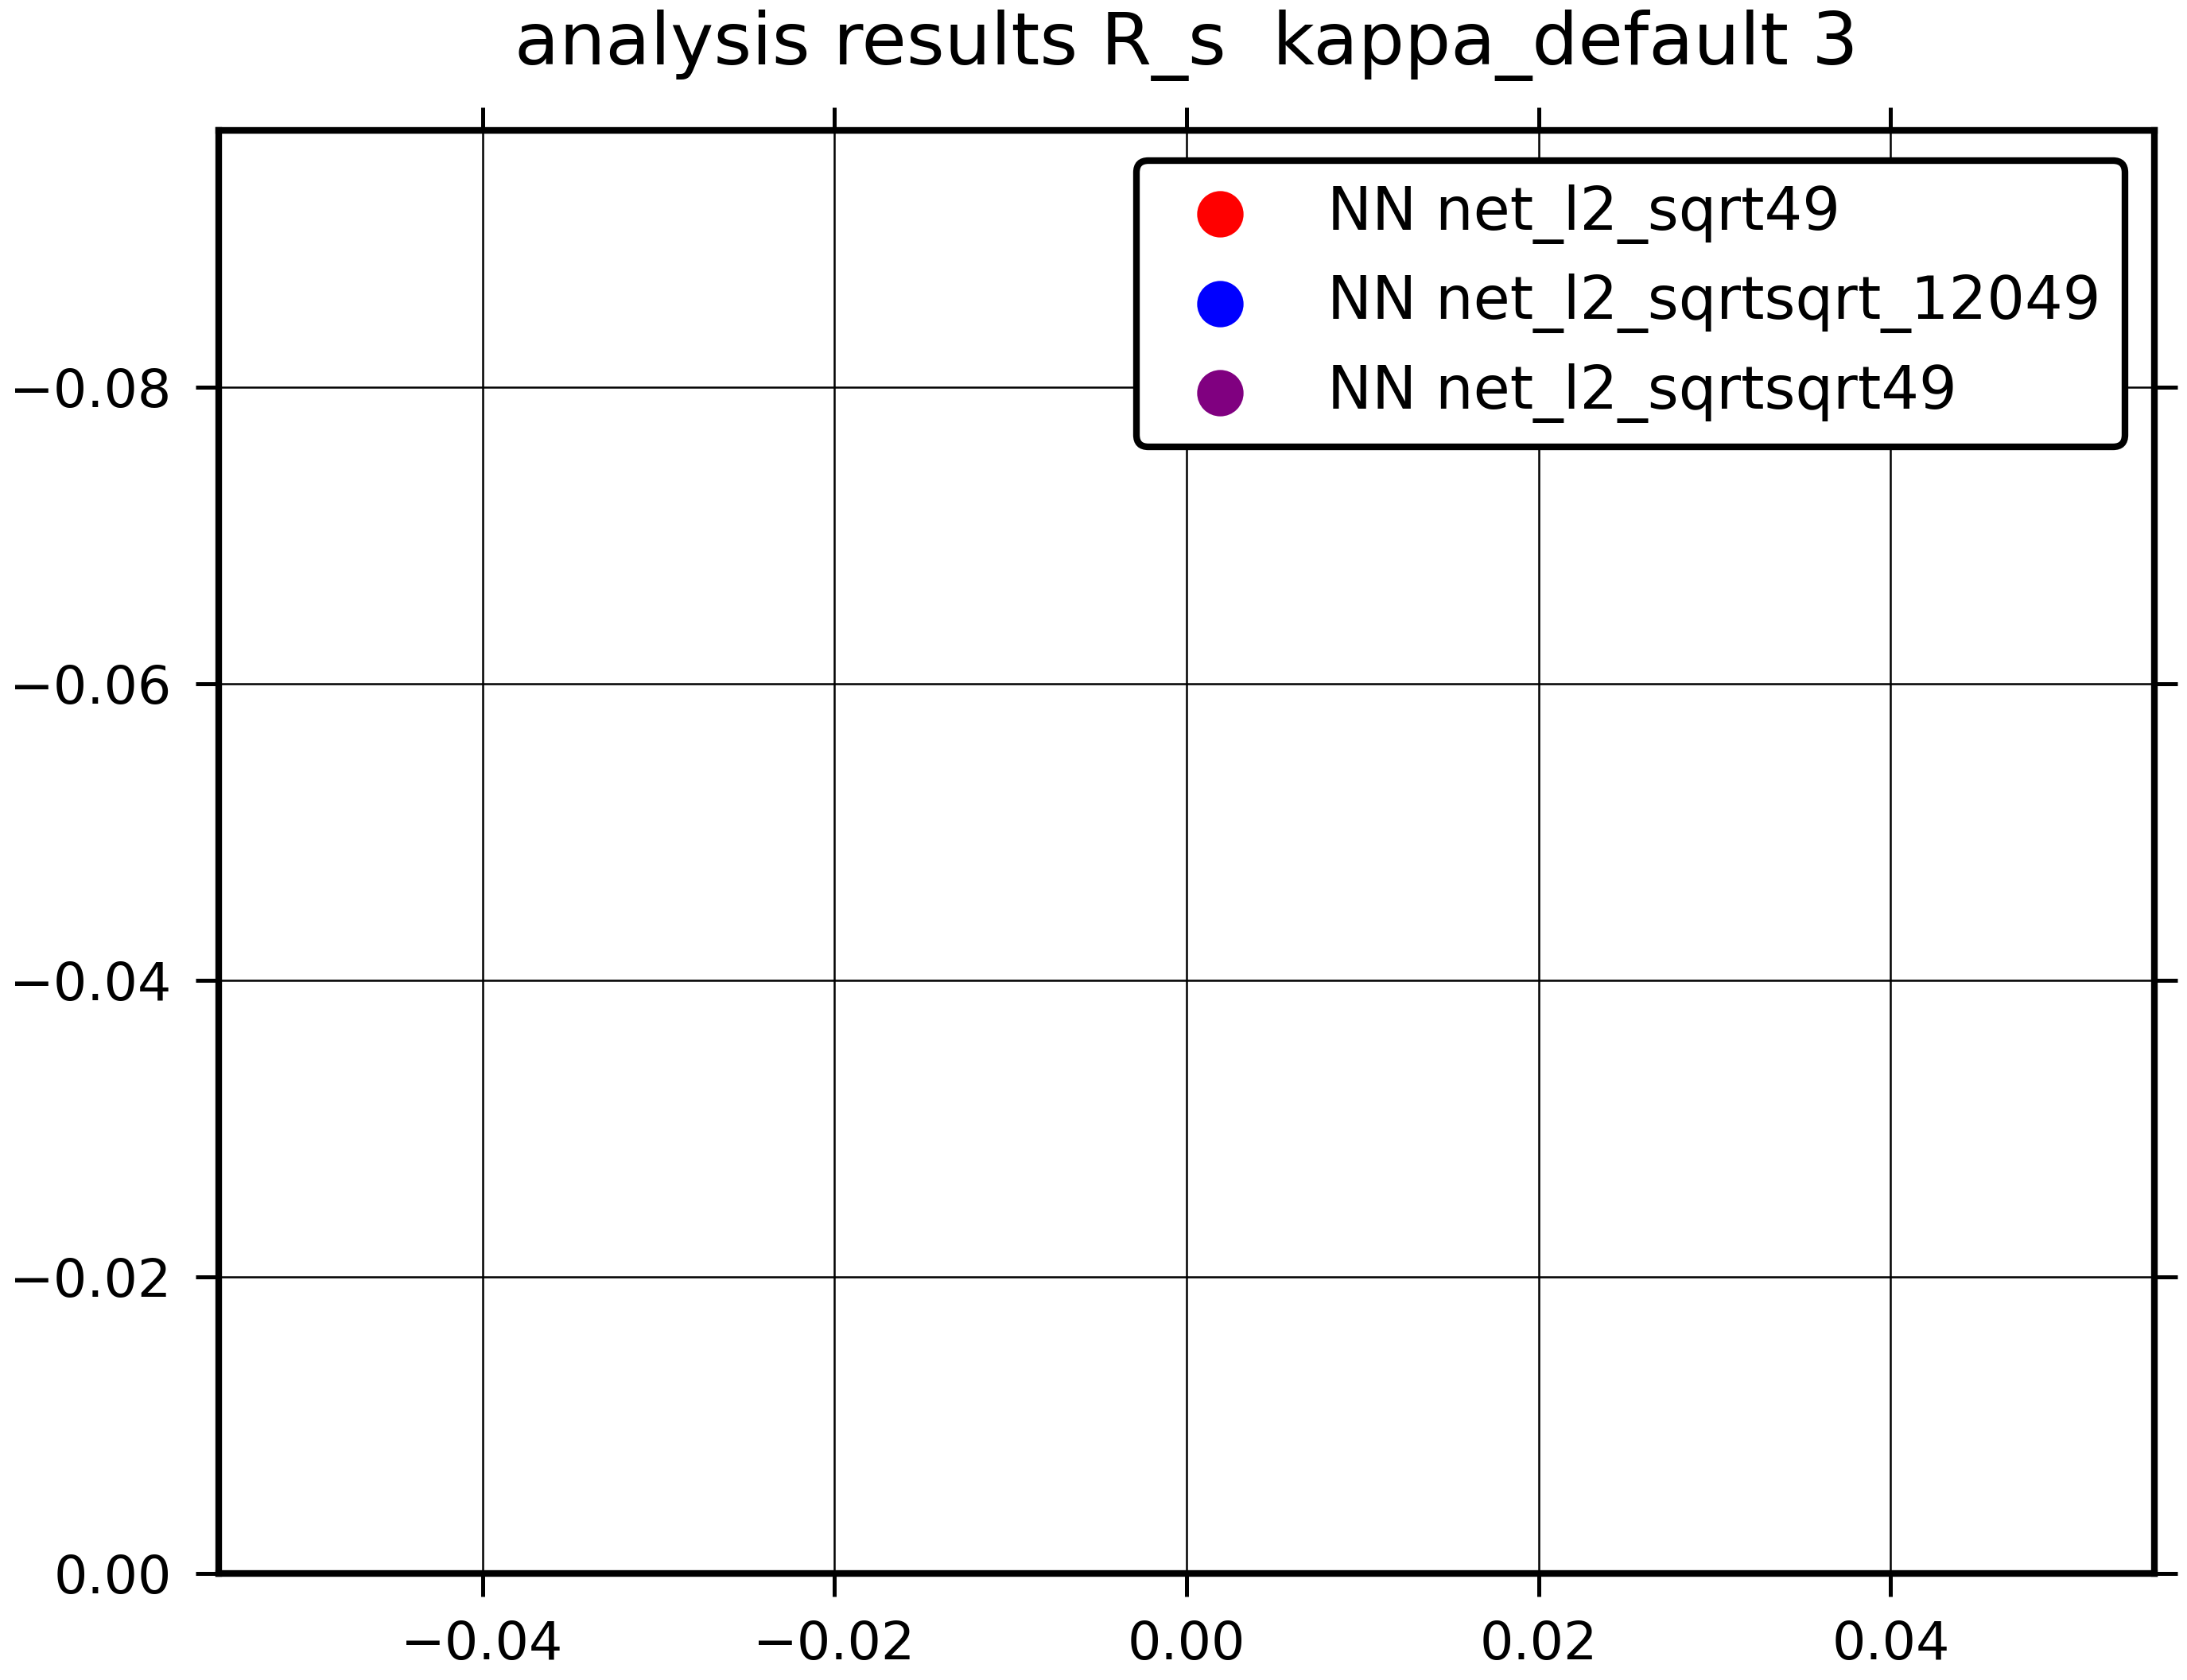 analysis results R_s  kappa_default 3
NN net_l2_sqrt49
NN net_l2_sqrtsqrt_12049
NN net_l2_sqrtsqrt49
−0.08
−0.06
−0.04
−0.02
0.00
−0.04 −0.02 0.00 0.02 0.04